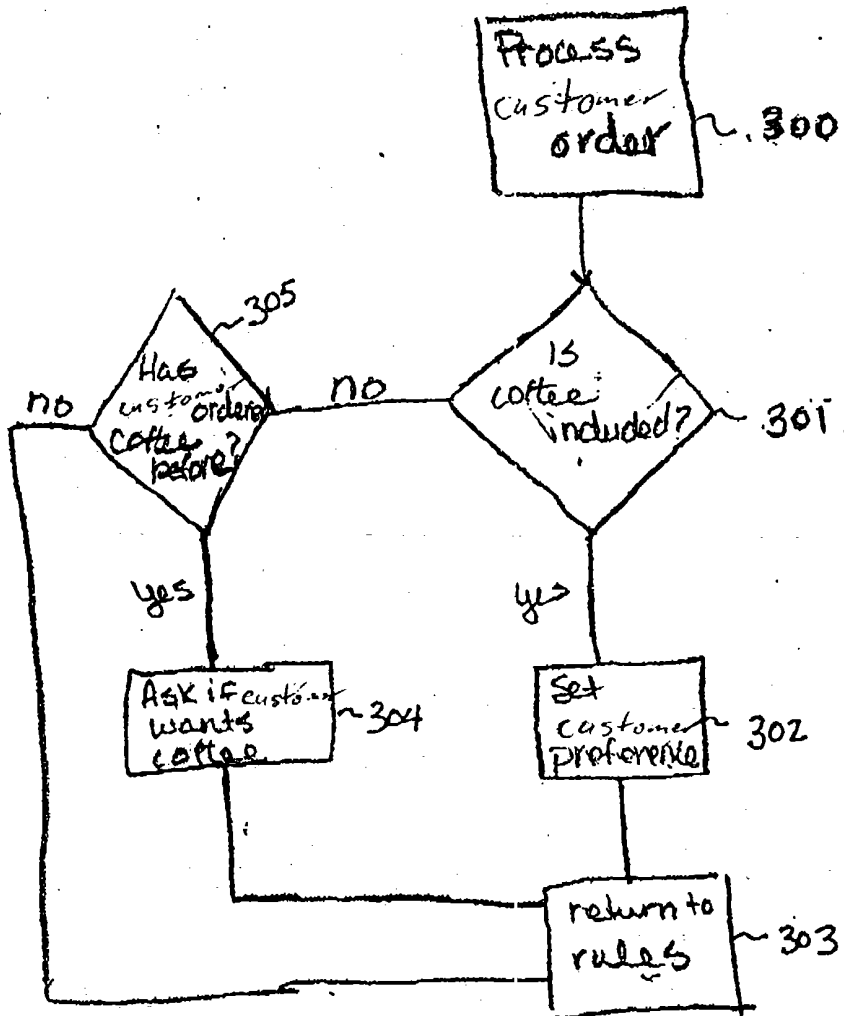 Process
customer
order
300
305
Has
customer
ordered
coffee
before?
no
no
Is
coffee
included?
301
yes
yes
Ask if customer
wants
coffee
304
Set
customer
preference
302
return to
rules
303